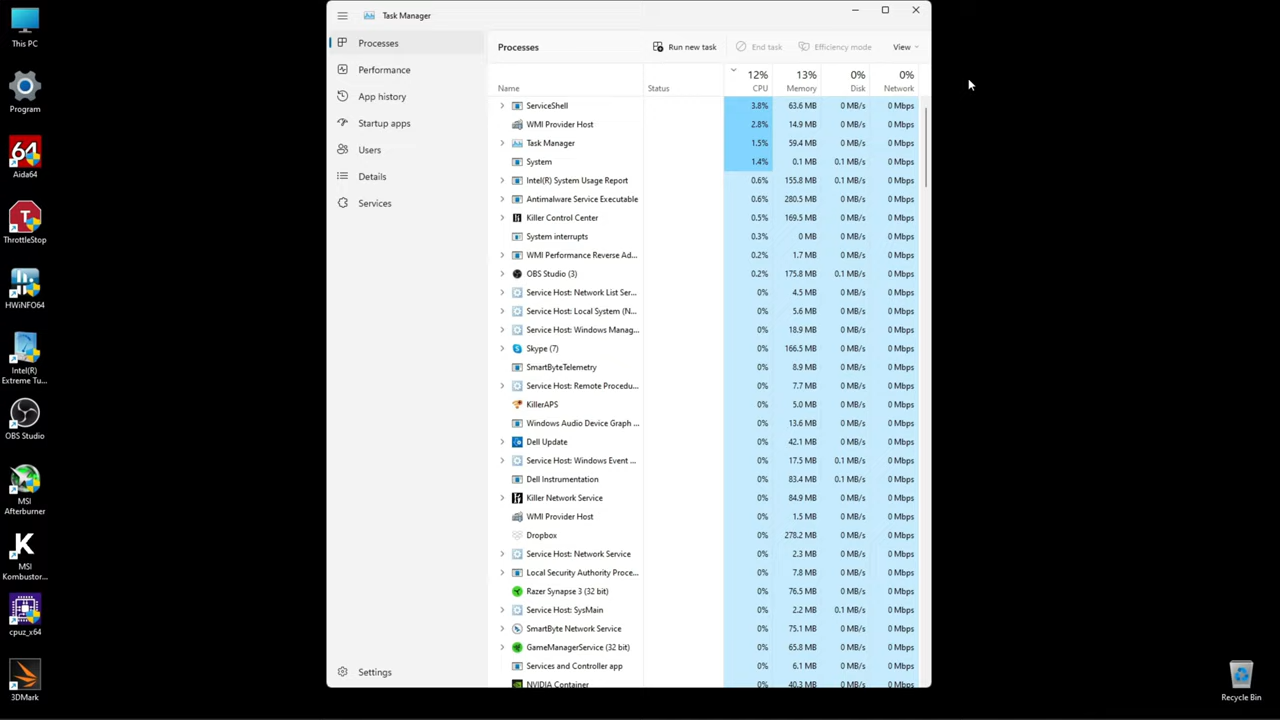 This PC
Program
64
Aida64
T
ThrottleStop
HWiNFO64
Intel(R)
Extreme Tu...
OBS Studio
MSI
Afterburner
K
MSI
Kombustor...
cpuz_x64
3DMark
Recycle Bin
Task Manager
Processes
Performance
App history
Startup apps
Users
Details
Services
Settings
Processes Run new task End task Efficiency mode View
12% 13% 0% 0%
Name Status CPU Memory Disk Network
ServiceShell 3.8% 63.6 MB 0 MB/s 0 Mbps
WMI Provider Host 2.8% 14.9 MB 0 MB/s 0 Mbps
Task Manager 1.5% 59.4 MB 0 MB/s 0 Mbps
System 1.4% 0.1 MB 0.1 MB/s 0 Mbps
Intel(R) System Usage Report 0.6% 155.8 MB 0.1 MB/s 0 Mbps
Antimalware Service Executable 0.6% 280.5 MB 0 MB/s 0 Mbps
Killer Control Center 0.5% 169.5 MB 0 MB/s 0 Mbps
System interrupts 0.3% 0 MB 0 MB/s 0 Mbps
WMI Performance Reverse Ad... 0.2% 1.7 MB 0 MB/s 0 Mbps
OBS Studio (3) 0.2% 175.8 MB 0.1 MB/s 0 Mbps
Service Host: Network List Ser... 0% 4.5 MB 0 MB/s 0 Mbps
Service Host: Local System (N... 0% 5.6 MB 0 MB/s 0 Mbps
Service Host: Windows Manag... 0% 18.9 MB 0 MB/s 0 Mbps
Skype (7) 0% 166.5 MB 0 MB/s 0 Mbps
SmartByteTelemetry 0% 8.9 MB 0 MB/s 0 Mbps
Service Host: Remote Procedu... 0% 7.7 MB 0 MB/s 0 Mbps
KillerAPS 0% 5.0 MB 0 MB/s 0 Mbps
Windows Audio Device Graph ... 0% 13.6 MB 0 MB/s 0 Mbps
Dell Update 0% 42.1 MB 0 MB/s 0 Mbps
Service Host: Windows Event ... 0% 17.5 MB 0.1 MB/s 0 Mbps
Dell Instrumentation 0% 83.4 MB 0.1 MB/s 0 Mbps
Killer Network Service 0% 84.9 MB 0 MB/s 0 Mbps
WMI Provider Host 0% 1.5 MB 0 MB/s 0 Mbps
Dropbox 0% 278.2 MB 0 MB/s 0 Mbps
Service Host: Network Service 0% 2.3 MB 0 MB/s 0 Mbps
Local Security Authority Proce... 0% 7.8 MB 0 MB/s 0 Mbps
Razer Synapse 3 (32 bit) 0% 76.5 MB 0 MB/s 0 Mbps
Service Host: SysMain 0% 2.2 MB 0.1 MB/s 0 Mbps
SmartByte Network Service 0% 75.1 MB 0 MB/s 0 Mbps
GameManagerService (32 bit) 0% 65.8 MB 0 MB/s 0 Mbps
Services and Controller app 0% 6.1 MB 0 MB/s 0 Mbps
NVIDIA Container 0% 40.3 MB 0 MB/s 0 Mbps